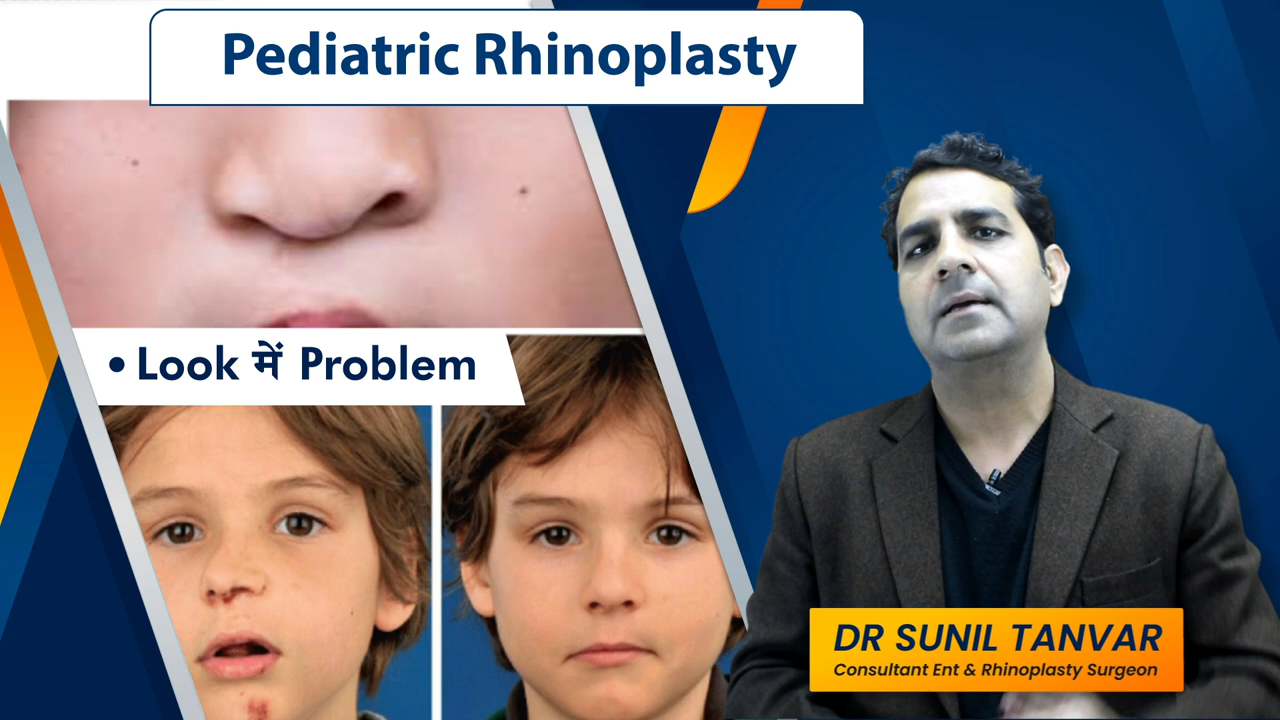 Pediatric Rhinoplasty
• Look में Problem
DR SUNIL TANVAR
Consultant Ent & Rhinoplasty Surgeon